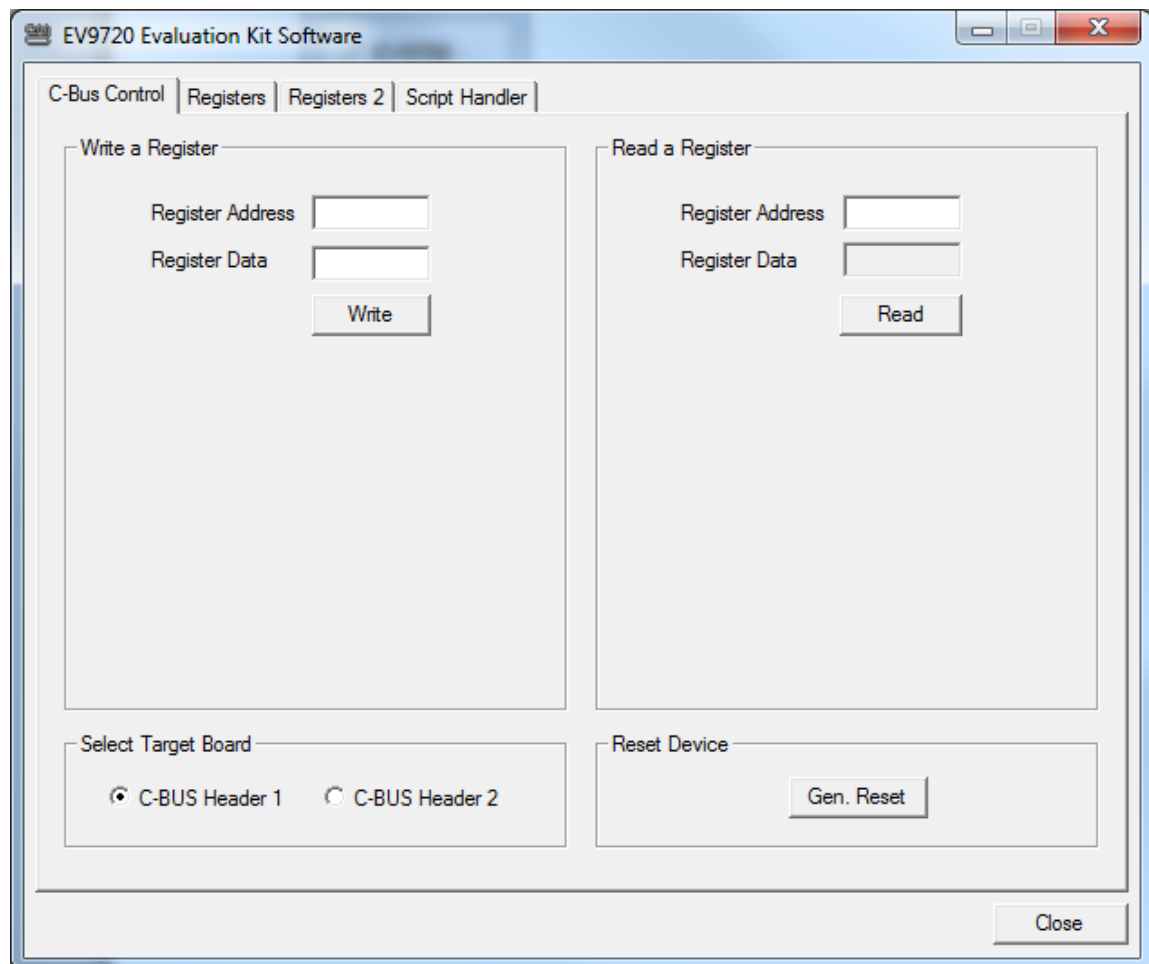 EV9720 Evaluation Kit Software
C-Bus Control Registers Registers 2 Script Handler
Write a Register
Register Address
Register Data
Write
Read a Register
Register Address
Register Data
Read
Select Target Board
C-BUS Header 1 C-BUS Header 2
Reset Device
Gen. Reset
Close